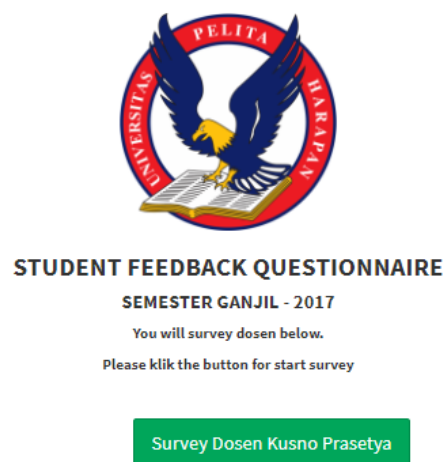 UNIVERSITAS PELITA HARAPAN
STUDENT FEEDBACK QUESTIONNAIRE
SEMESTER GANJIL - 2017
You will survey dosen below.
Please klik the button for start survey
Survey Dosen Kusno Prasetya